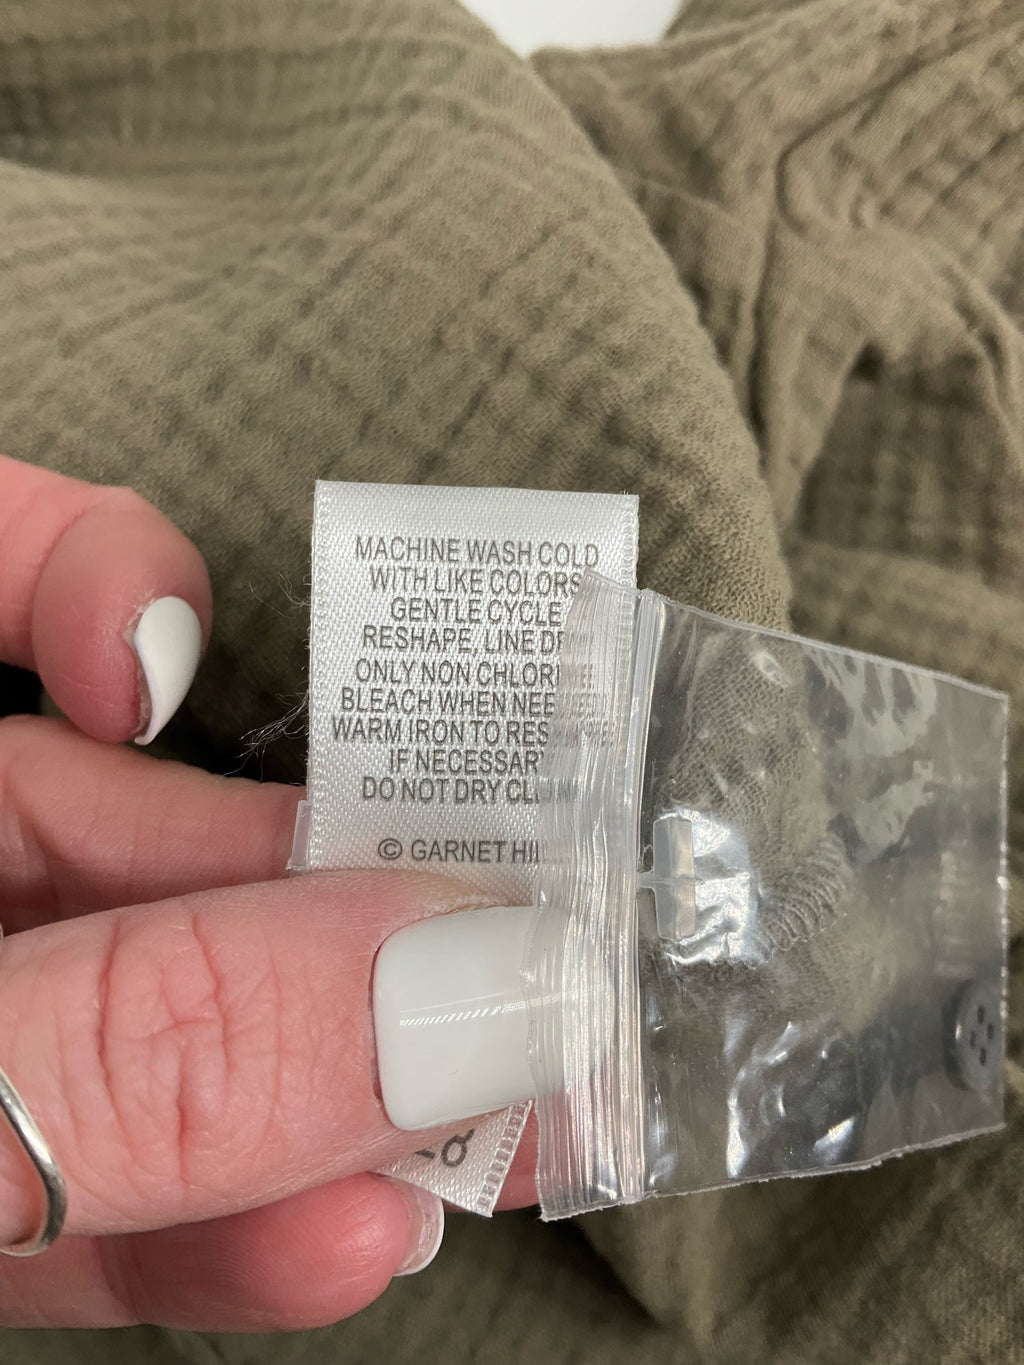 MACHINE WASH COLD
WITH LIKE COLORS
GENTLE CYCLE
RESHAPE, LINE
ONLY NON
BLEACH WHEN
WARM IRON TO
IF NECESSARY
DO NOT DRY
© GARNET HILL